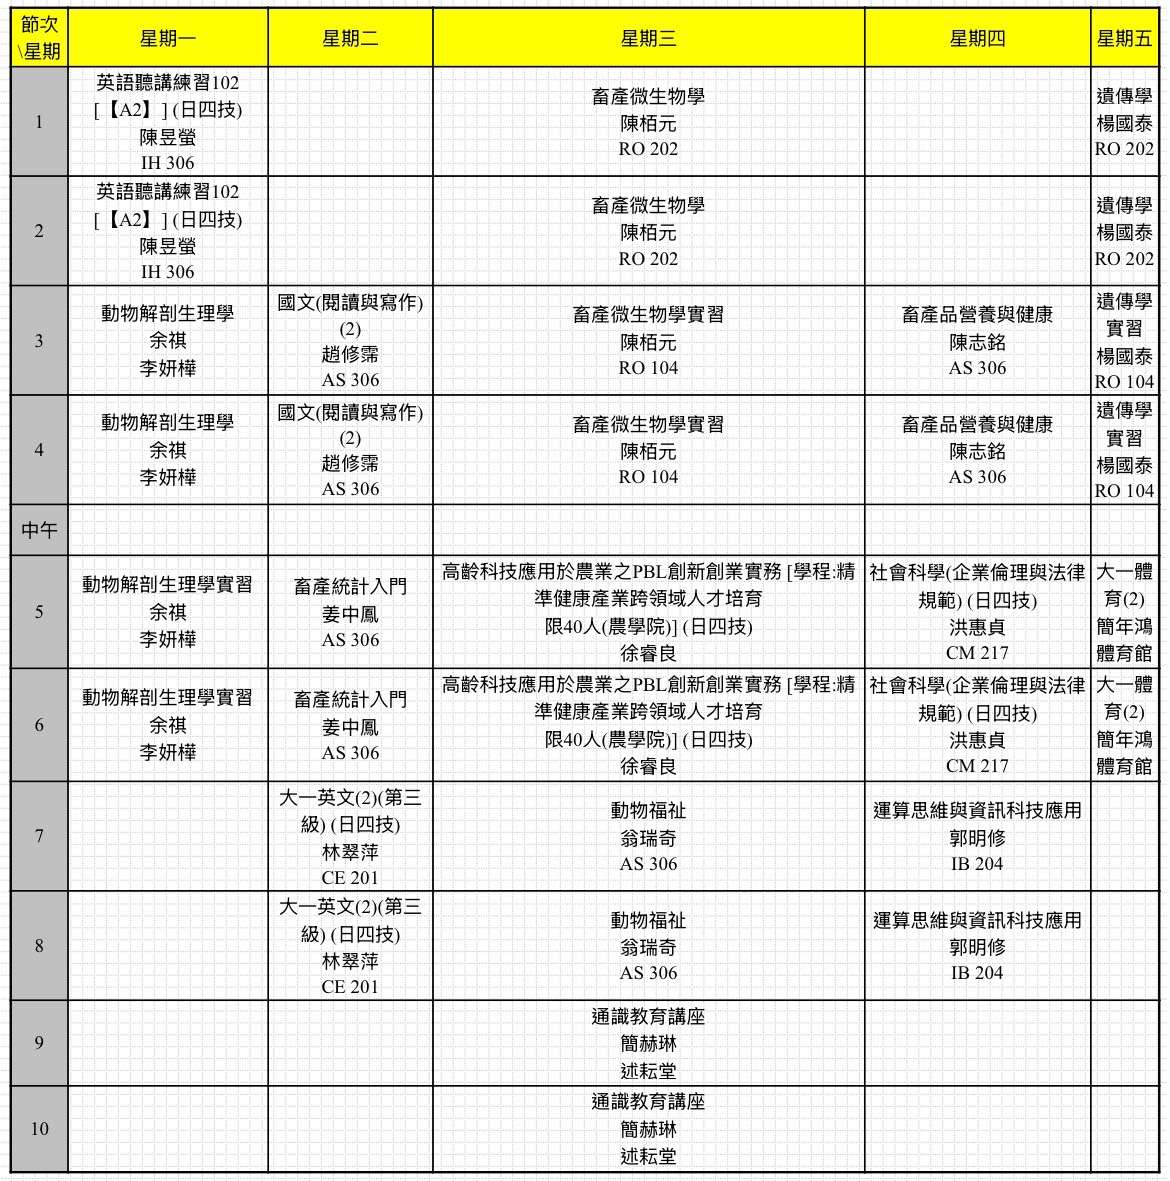 節次
\星期
星期一
星期二
星期三
星期四
星期五
1
英語聽講練習102
[【A2】] (日四技)
陳昱螢
IH 306
畜產微生物學
陳栢元
RO 202
遺傳學
楊國泰
RO 202
2
英語聽講練習102
[【A2】] (日四技)
陳昱螢
IH 306
畜產微生物學
陳栢元
RO 202
遺傳學
楊國泰
RO 202
3
動物解剖生理學
余祺
李妍樺
國文(閱讀與寫作)
(2)
趙修霈
AS 306
畜產微生物學實習
陳栢元
RO 104
畜產品營養與健康
陳志銘
AS 306
遺傳學
實習
楊國泰
RO 104
4
動物解剖生理學
余祺
李妍樺
國文(閱讀與寫作)
(2)
趙修霈
AS 306
畜產微生物學實習
陳栢元
RO 104
畜產品營養與健康
陳志銘
AS 306
遺傳學
實習
楊國泰
RO 104
中午
5
動物解剖生理學實習
余祺
李妍樺
畜產統計入門
姜中鳳
AS 306
高齡科技應用於農業之PBL創新創業實務 [學程:精
準健康產業跨領域人才培育
限40人(農學院)] (日四技)
徐睿良
社會科學(企業倫理與法律
規範) (日四技)
洪惠貞
CM 217
大一體
育(2)
簡年鴻
體育館
6
動物解剖生理學實習
余祺
李妍樺
畜產統計入門
姜中鳳
AS 306
高齡科技應用於農業之PBL創新創業實務 [學程:精
準健康產業跨領域人才培育
限40人(農學院)] (日四技)
徐睿良
社會科學(企業倫理與法律
規範) (日四技)
洪惠貞
CM 217
大一體
育(2)
簡年鴻
體育館
7
大一英文(2)(第三
級) (日四技)
林翠萍
CE 201
動物福祉
翁瑞奇
AS 306
運算思維與資訊科技應用
郭明修
IB 204
8
大一英文(2)(第三
級) (日四技)
林翠萍
CE 201
動物福祉
翁瑞奇
AS 306
運算思維與資訊科技應用
郭明修
IB 204
9
通識教育講座
簡赫琳
述耘堂
10
通識教育講座
簡赫琳
述耘堂